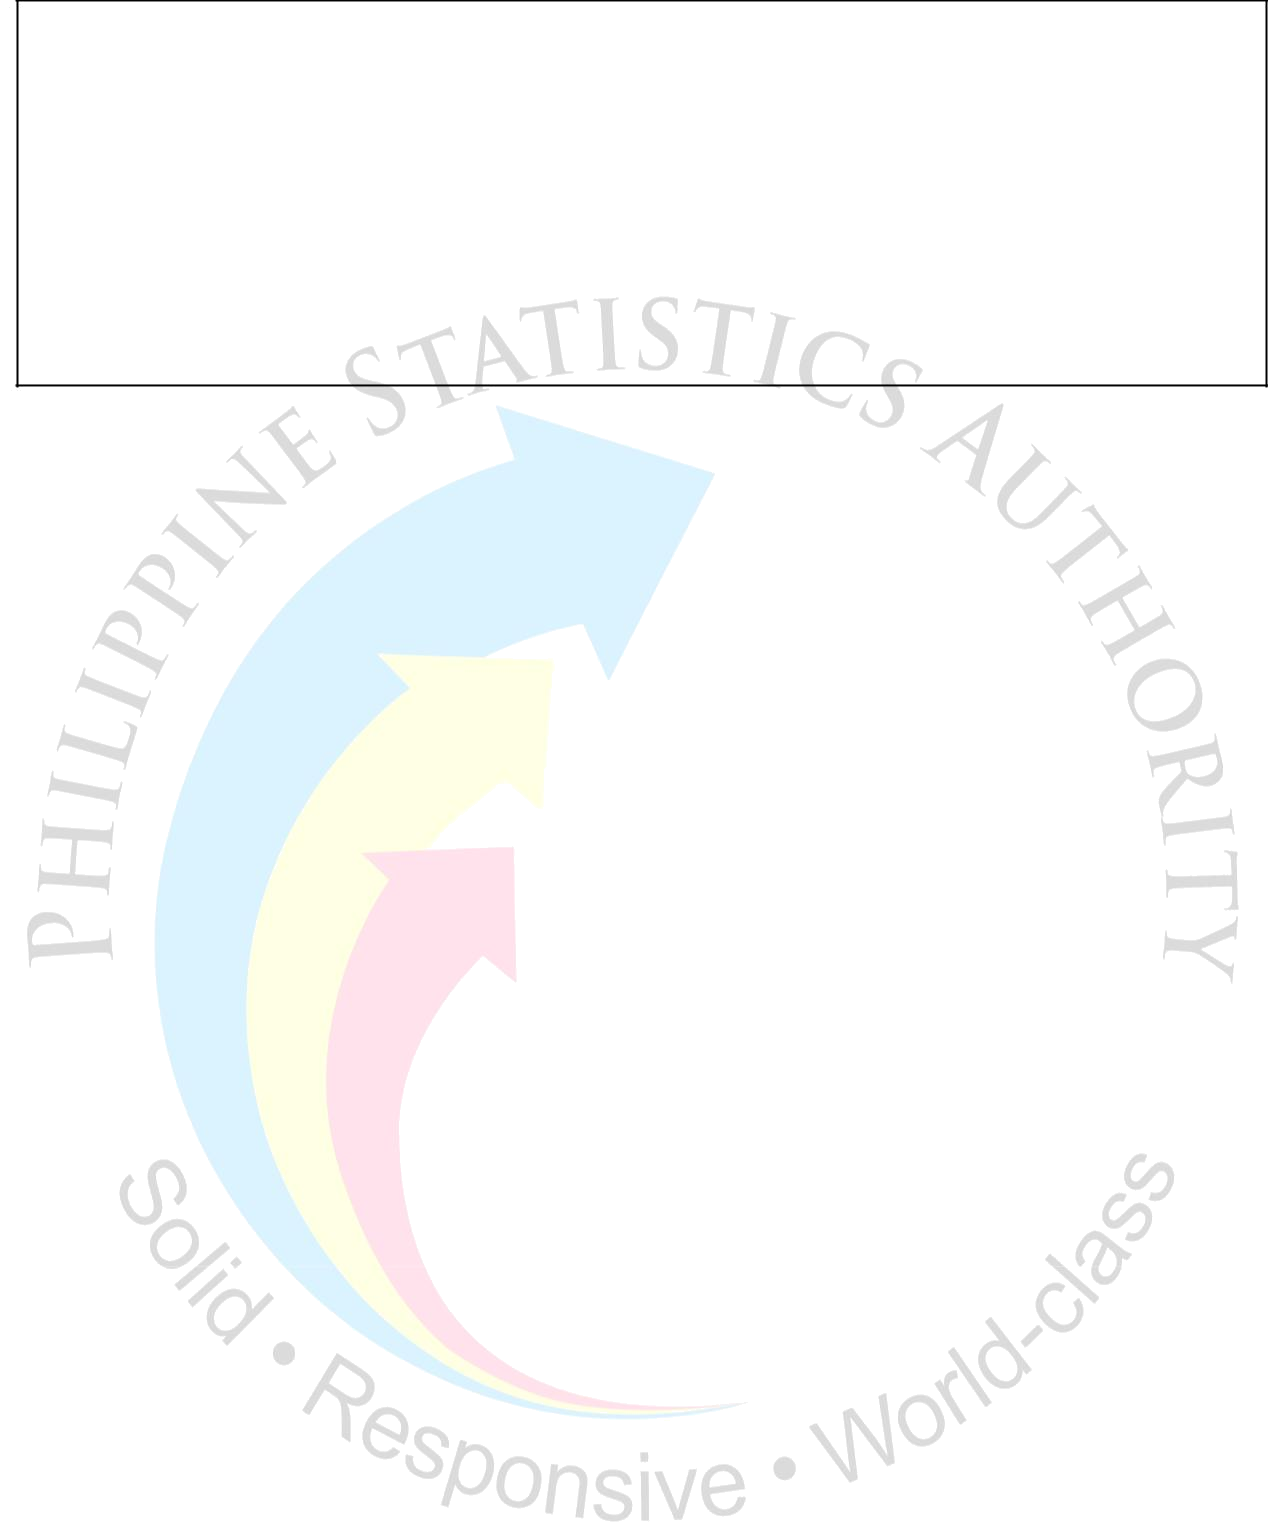 PHILIPPINE STATISTICS AUTHORITY
Solid • Responsive • World-class